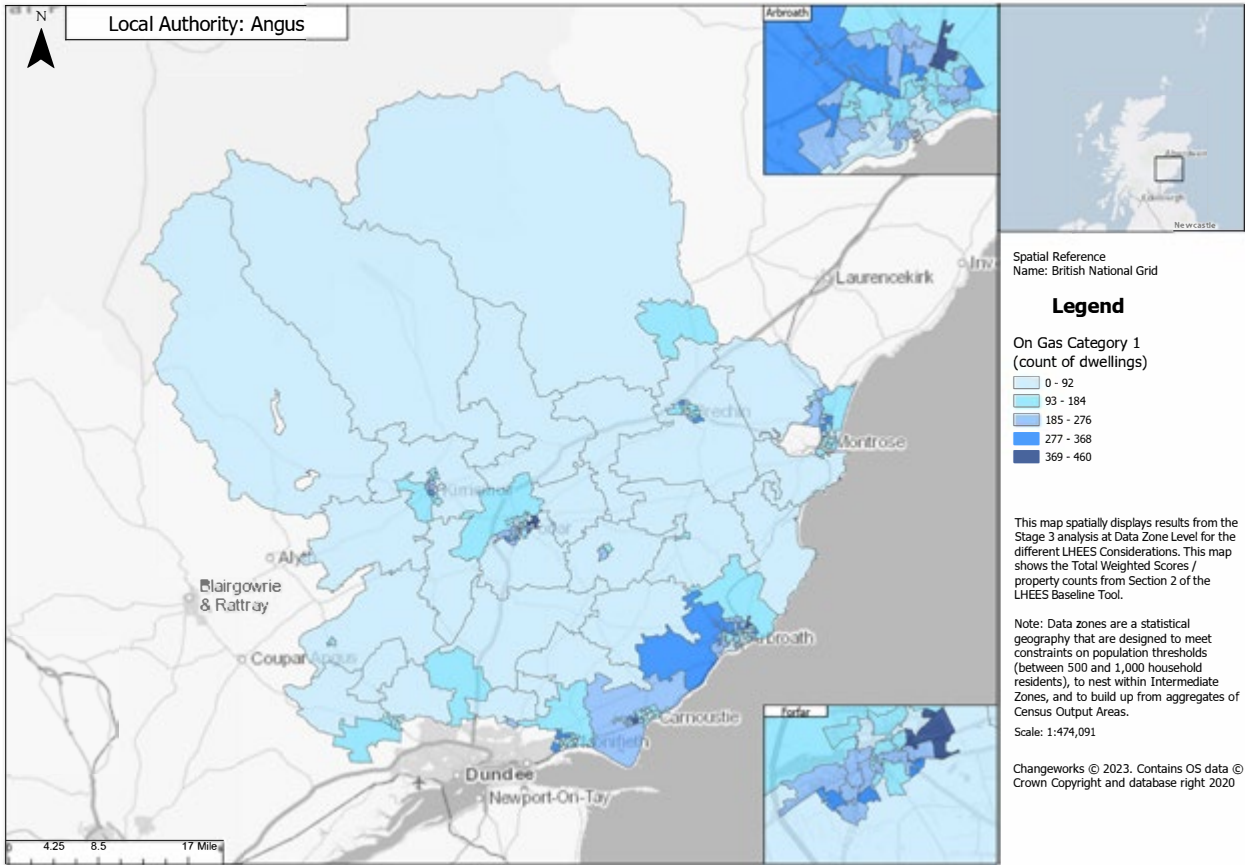 N
Local Authority: Angus
Arbroath
Aberdeen
Edinburgh
Newcastle
Laurencekirk
Inv
Brechin
Montrose
Kirriemuir
Forfar
Alyth
Blairgowrie
& Rattray
Coupar Angus
Arbroath
Carnoustie
Monifieth
Dundee
Newport-On-Tay
Forfar
0 4.25 8.5 17 Mile
Spatial Reference
Name: British National Grid
Legend
On Gas Category 1
(count of dwellings)
0 - 92
93 - 184
185 - 276
277 - 368
369 - 460
This map spatially displays results from the
Stage 3 analysis at Data Zone Level for the
different LHEES Considerations. This map
shows the Total Weighted Scores /
property counts from Section 2 of the
LHEES Baseline Tool.
Note: Data zones are a statistical
geography that are designed to meet
constraints on population thresholds
(between 500 and 1,000 household
residents), to nest within Intermediate
Zones, and to build up from aggregates of
Census Output Areas.
Scale: 1:474,091
Changeworks © 2023. Contains OS data ©
Crown Copyright and database right 2020